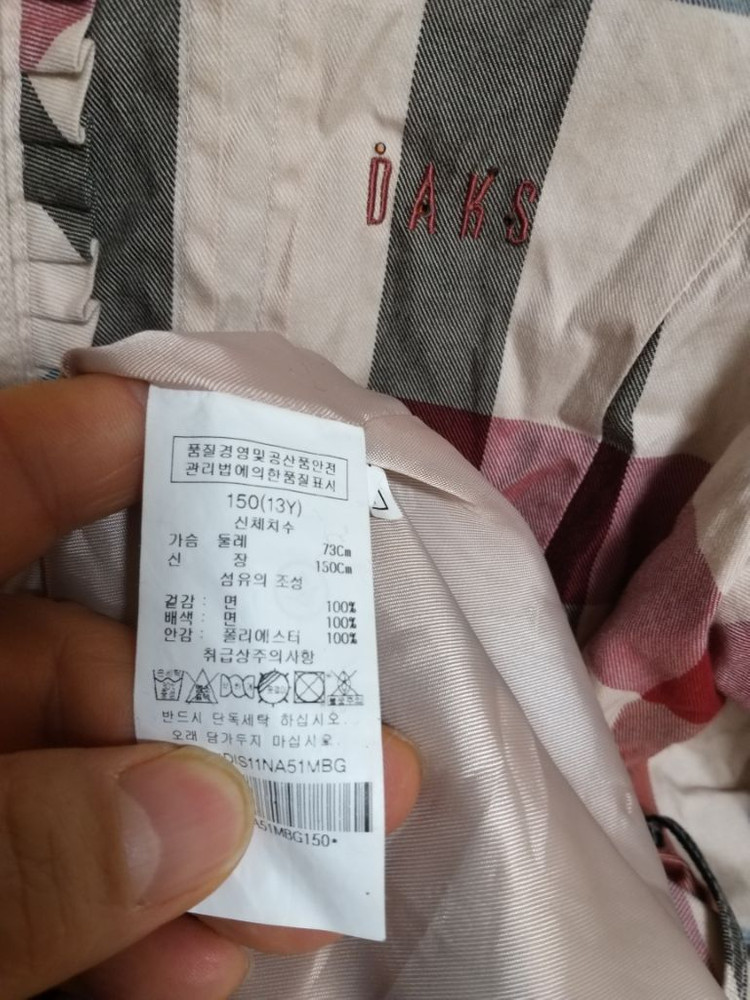 DAKS
품질경영및공산품안전
관리법에의한품질표시
150(13Y)
신체치수
가슴 둘레 73Cm
신 장 150Cm
섬유의 조성
겉감 : 면 100%
배색 : 면 100%
안감 : 폴리에스터 100%
취급상주의사항
반드시 단독세탁 하십시오.
오래 담가두지 마십시오.
DIS11NA51MBG
A51MBG150*